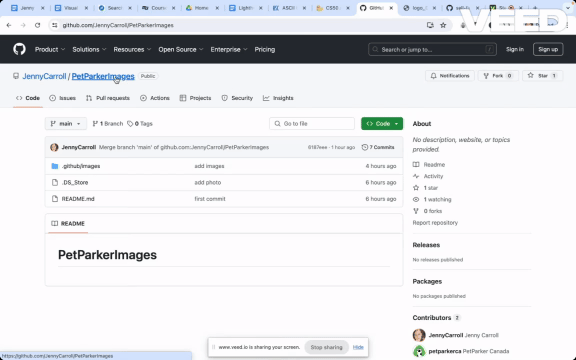 Jenny
Visual
Search
Coun
Home
Lightn
ASCII
CS50
Githu
logo_
VEED
github.com/JennyCarroll/PetParkerImages
Product
Solutions
Resources
Open Source
Enterprise
Pricing
Search or jump to...
Sign in
Sign up
JennyCarroll / PetParkerImages
Public
Notifications
Fork 0
Star 1
Code
Issues
Pull requests
Actions
Projects
Security
Insights
main
1 Branch
0 Tags
Go to file
Code
JennyCarroll Merge branch 'main' of github.com:JennyCarroll/PetParkerImages
1 hour ago
7 Commits
.github/images add images 4 hours ago
.DS_Store add photo 6 hours ago
README.md first commit 6 hours ago
README
PetParkerImages
About
No description, website, or topics
provided.
Readme
Activity
1 star
1 watching
0 forks
Report repository
Releases
No releases published
Packages
No packages published
Contributors 2
JennyCarroll Jenny Carroll
petparkerca PetParker Canada
www.veed.io is sharing your screen.
Stop sharing
Hide
https://github.com/JennyCarroll/PetParkerImages